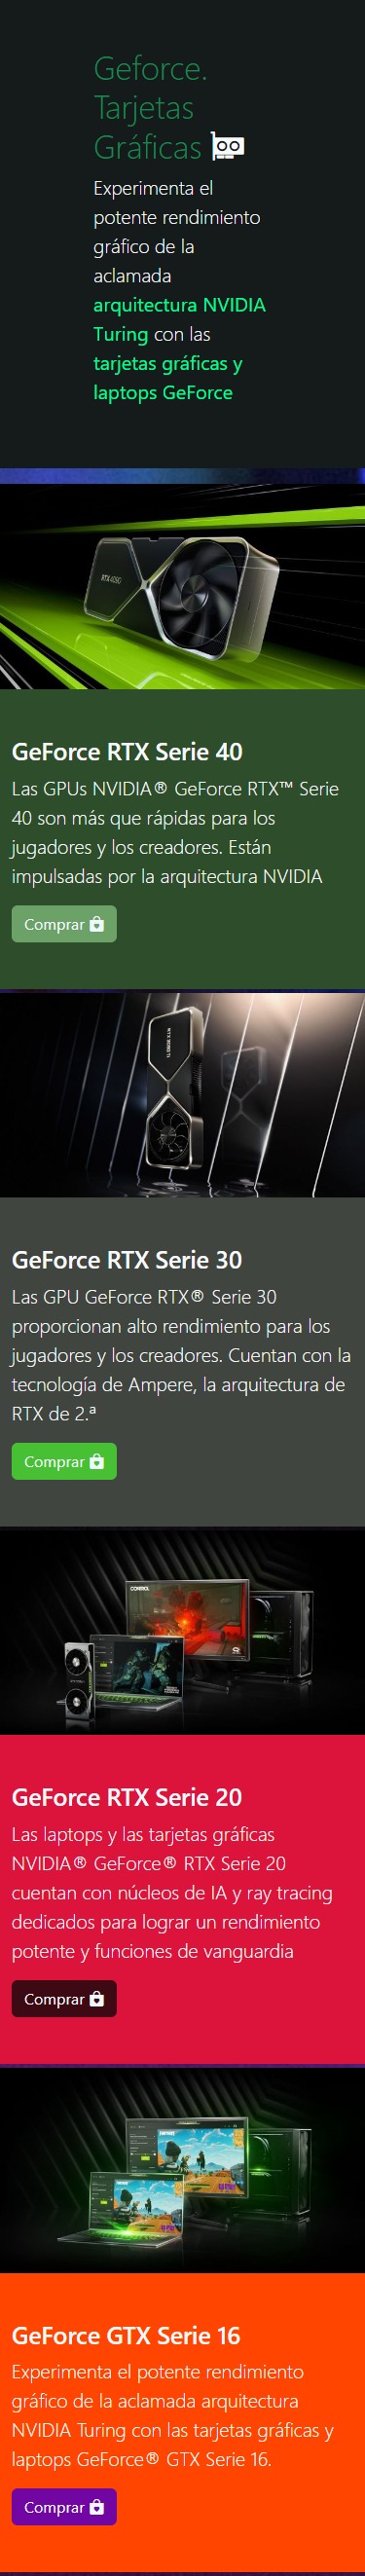 Geforce.
Tarjetas
Gráficas
Experimenta el
potente rendimiento
gráfico de la
aclamada
arquitectura NVIDIA
Turing con las
tarjetas gráficas y
laptops GeForce
RTX 4090
GeForce RTX Serie 40
Las GPUs NVIDIA® GeForce RTX™ Serie
40 son más que rápidas para los
jugadores y los creadores. Están
impulsadas por la arquitectura NVIDIA
Comprar
GeForce RTX Serie 30
Las GPU GeForce RTX® Serie 30
proporcionan alto rendimiento para los
jugadores y los creadores. Cuentan con la
tecnología de Ampere, la arquitectura de
RTX de 2.ª
Comprar
CONTROL
GeForce RTX Serie 20
Las laptops y las tarjetas gráficas
NVIDIA® GeForce® RTX Serie 20
cuentan con núcleos de IA y ray tracing
dedicados para lograr un rendimiento
potente y funciones de vanguardia
Comprar
GeForce GTX Serie 16
Experimenta el potente rendimiento
gráfico de la aclamada arquitectura
NVIDIA Turing con las tarjetas gráficas y
laptops GeForce® GTX Serie 16.
Comprar